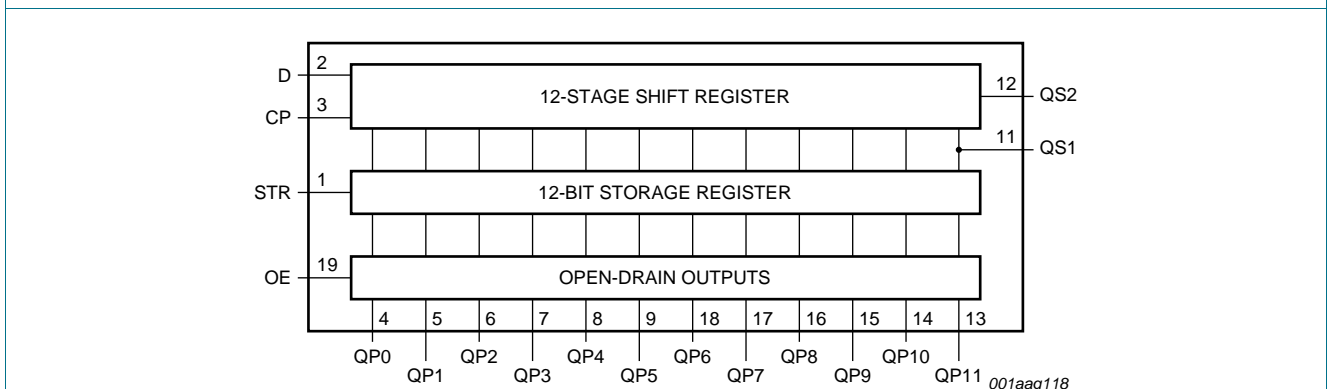 D 2
12-STAGE SHIFT REGISTER
12 QS2
CP 3
11 QS1
STR 1
12-BIT STORAGE REGISTER
OE 19
OPEN-DRAIN OUTPUTS
4 5 6 7 8 9 18 17 16 15 14 13
QP0 QP2 QP4 QP6 QP8 QP10
QP1 QP3 QP5 QP7 QP9 QP11
001aag118